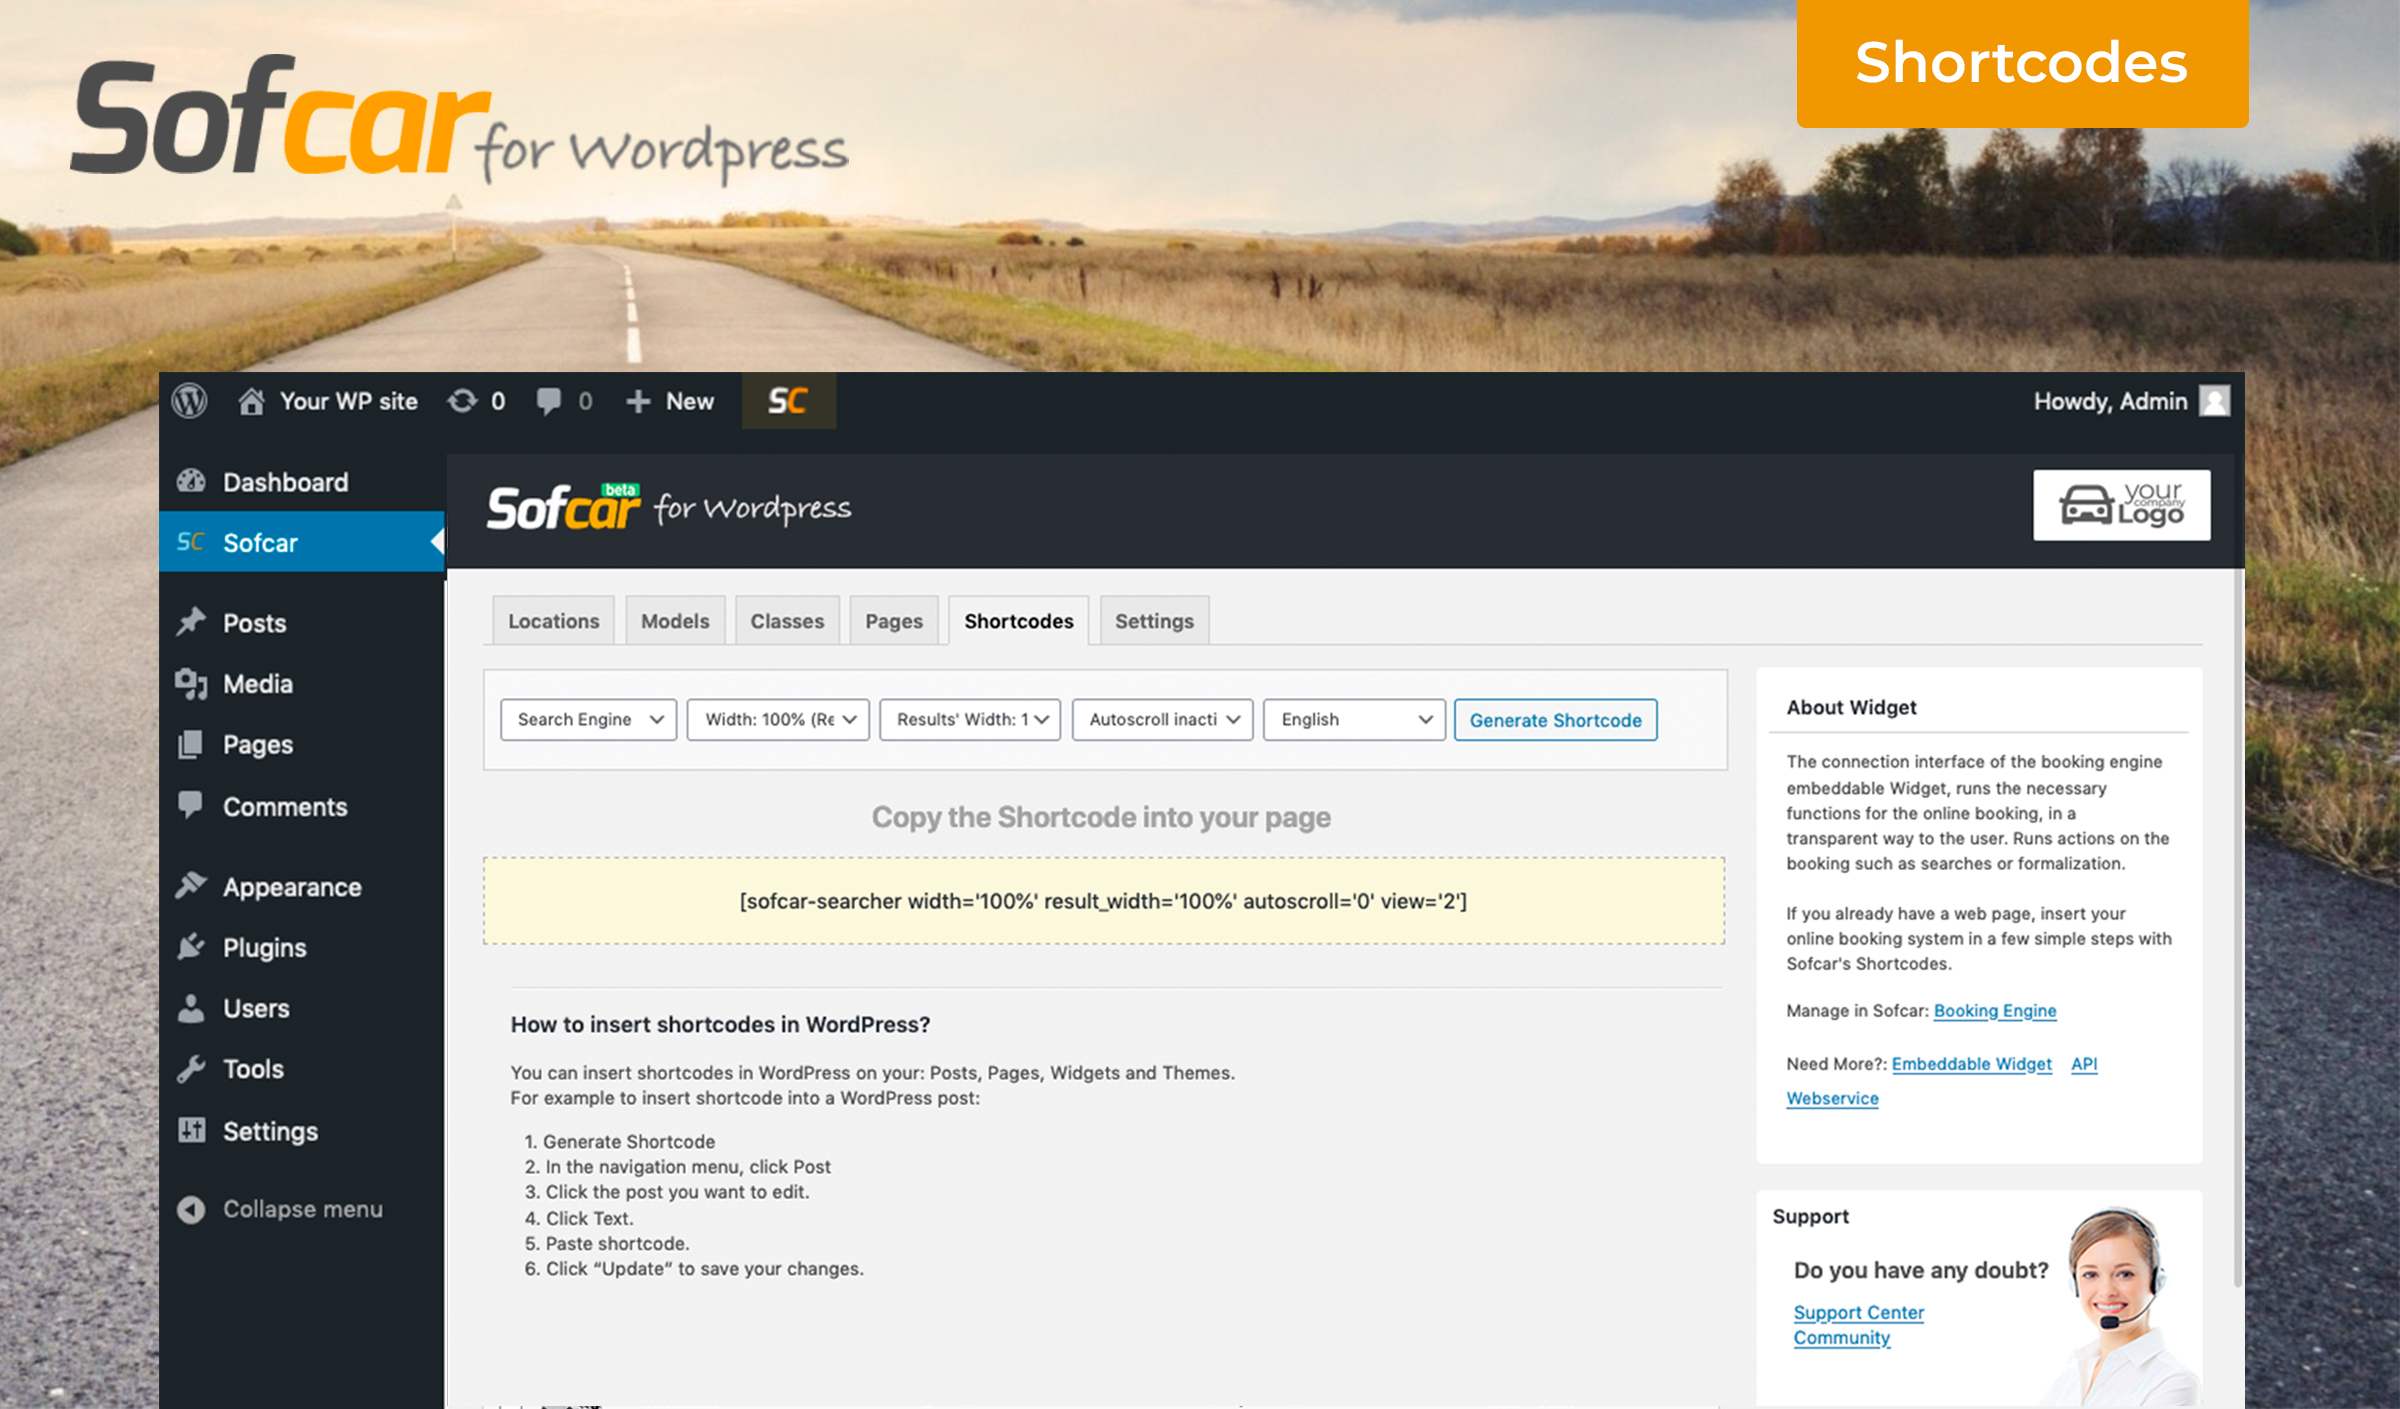 Sofcar for Wordpress
Shortcodes
Your WP site 0 0 New SC
Howdy, Admin
Dashboard
SC Sofcar
Posts
Media
Pages
Comments
Appearance
Plugins
Users
Tools
Settings
Collapse menu
Sofcar beta for Wordpress
your
company
Logo
Locations Models Classes Pages Shortcodes Settings
Search Engine Width: 100% (Re Results' Width: 1 Autoscroll inacti English Generate Shortcode
Copy the Shortcode into your page
[sofcar-searcher width='100%' result_width='100%' autoscroll='0' view='2']
How to insert shortcodes in WordPress?
You can insert shortcodes in WordPress on your: Posts, Pages, Widgets and Themes.
For example to insert shortcode into a WordPress post:
1. Generate Shortcode
2. In the navigation menu, click Post
3. Click the post you want to edit.
4. Click Text.
5. Paste shortcode.
6. Click “Update” to save your changes.
About Widget
The connection interface of the booking engine
embeddable Widget, runs the necessary
functions for the online booking, in a
transparent way to the user. Runs actions on the
booking such as searches or formalization.
If you already have a web page, insert your
online booking system in a few simple steps with
Sofcar's Shortcodes.
Manage in Sofcar: Booking Engine
Need More?: Embeddable Widget API
Webservice
Support
Do you have any doubt?
Support Center
Community